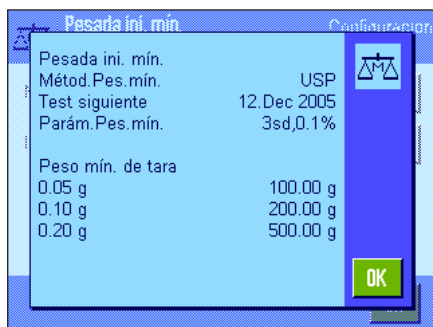 Pesada ini. mín. Configuracion
Pesada ini. mín.
Métod.Pes.mín. USP
Test siguiente 12.Dec 2005
Parám.Pes.mín. 3sd,0.1%
Peso mín. de tara
0.05 g 100.00 g
0.10 g 200.00 g
0.20 g 500.00 g
OK